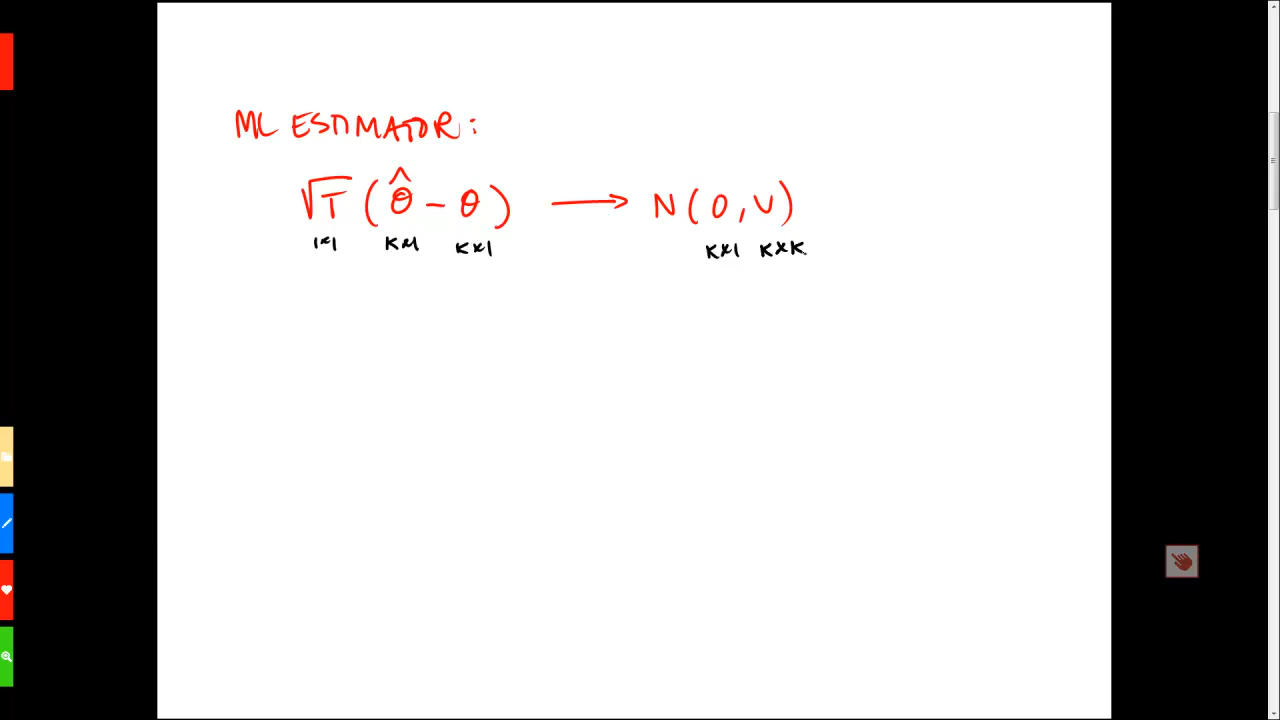 ML ESTIMATOR:
√T (θ̂ - θ) → N(0, V)
1×1 K×1 K×1 K×1 K×K